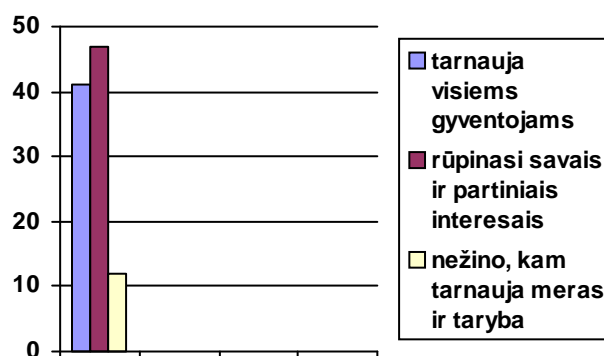 50
40
30
20
10
0
tarnauja
visiems
gyventojams
rūpinasi savais
ir partiniais
interesais
nežino, kam
tarnauja meras
ir taryba